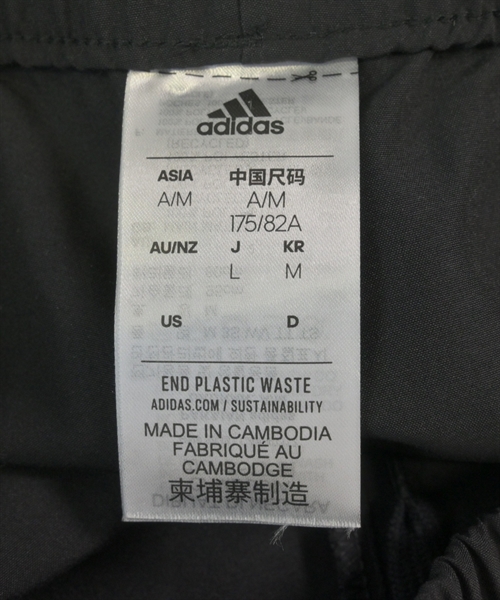 adidas
ASIA 中国尺码
A/M A/M
175/82A
AU/NZ J KR
L M
US D
END PLASTIC WASTE
ADIDAS.COM / SUSTAINABILITY
MADE IN CAMBODIA
FABRIQUÉ AU
CAMBODGE
柬埔寨制造